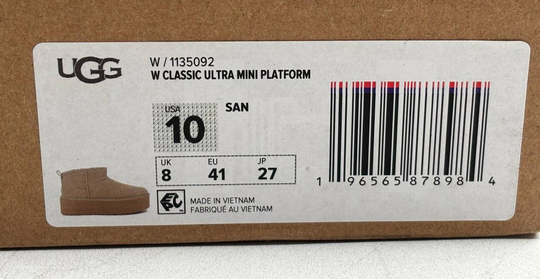 UGG
W / 1135092
W CLASSIC ULTRA MINI PLATFORM
USA
10
SAN
UK EU JP
8 41 27
MADE IN VIETNAM
FABRIQUÉ AU VIETNAM
1 96565 87898 4